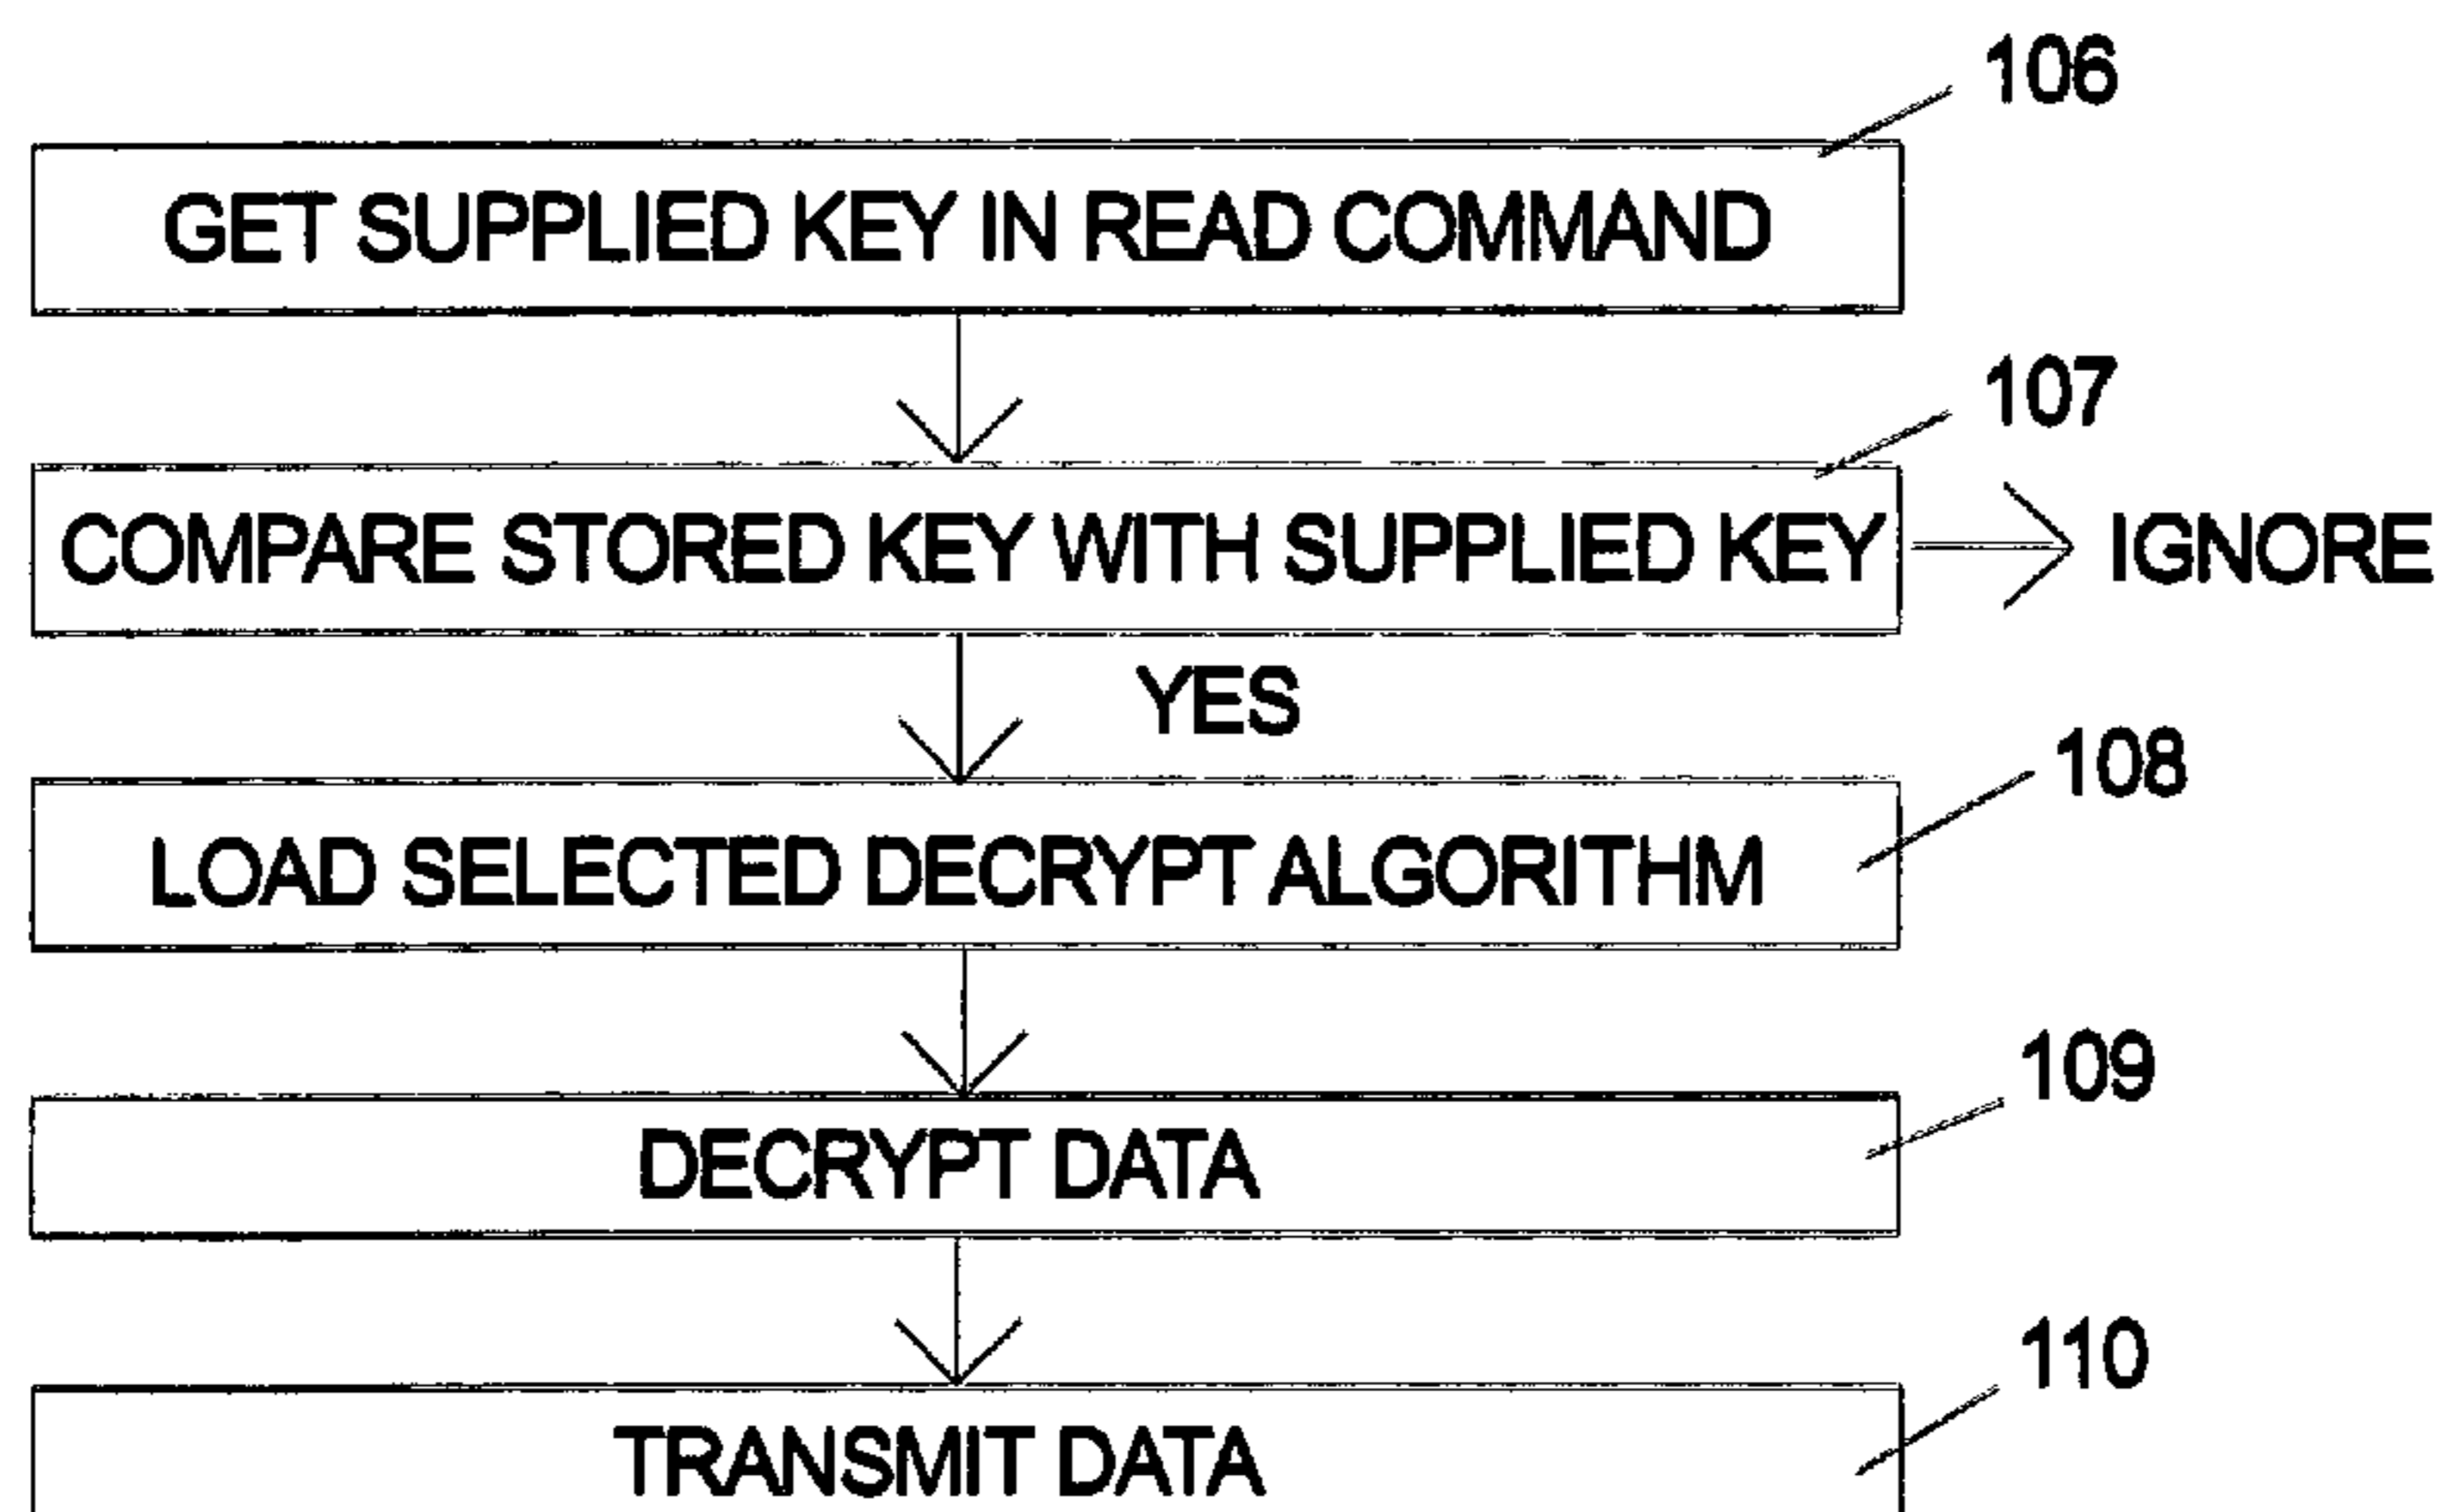 106
GET SUPPLIED KEY IN READ COMMAND
107
COMPARE STORED KEY WITH SUPPLIED KEY
IGNORE
YES
108
LOAD SELECTED DECRYPT ALGORITHM
109
DECRYPT DATA
110
TRANSMIT DATA